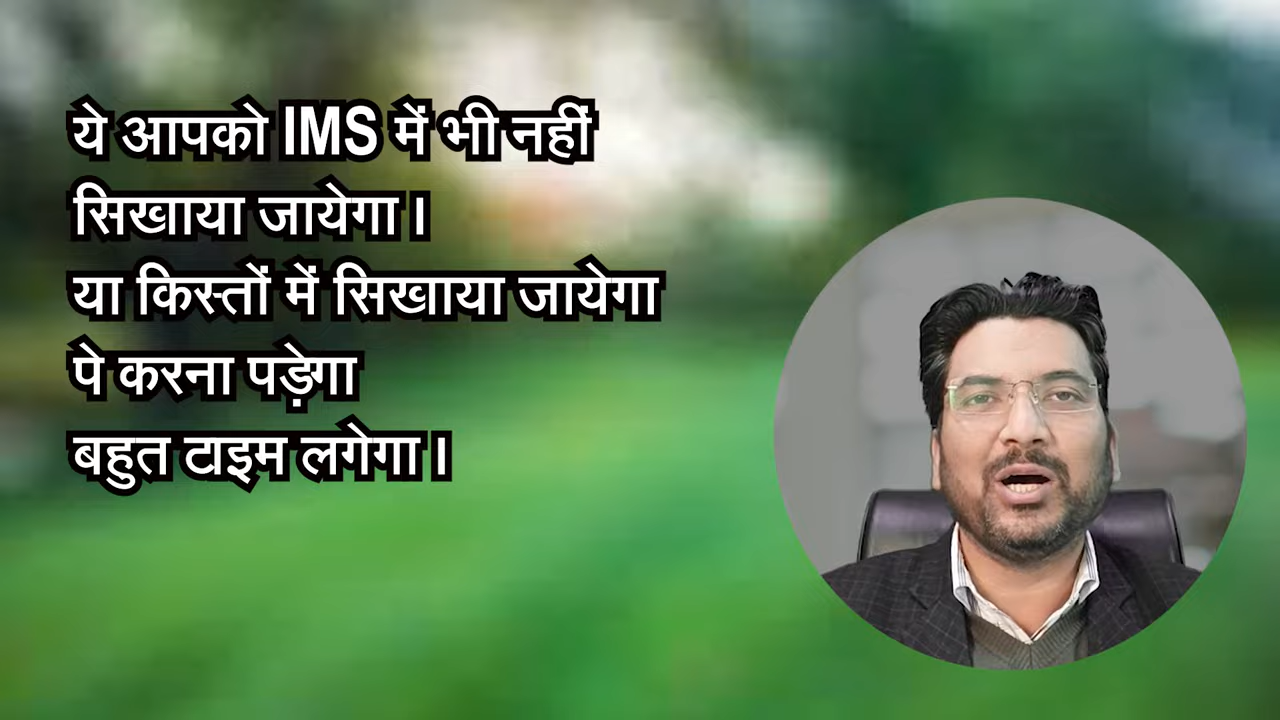 ये आपको IMS में भी नहीं
सिखाया जायेगा ।
या किस्तों में सिखाया जायेगा
पे करना पड़ेगा
बहुत टाइम लगेगा ।